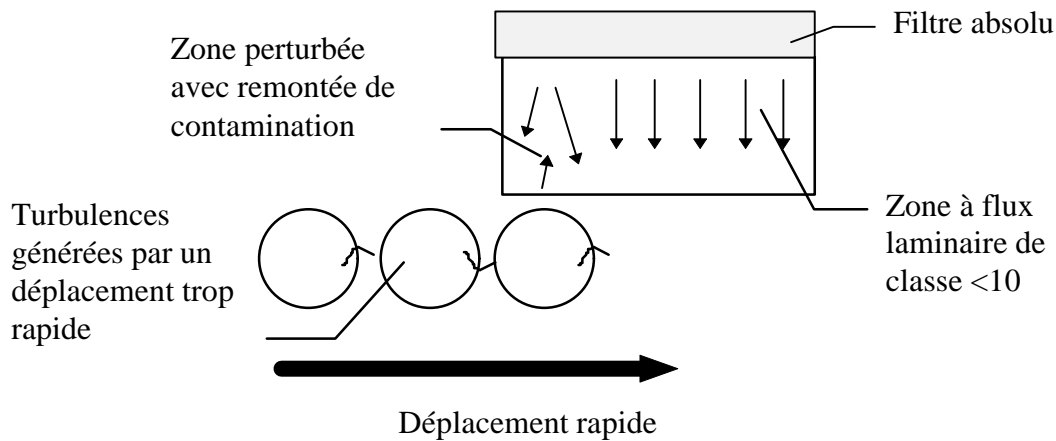 Filtre absolu
Zone perturbée
avec remontée de
contamination
Turbulences
générées par un
déplacement trop
rapide
Zone à flux
laminaire de
classe <10
Déplacement rapide